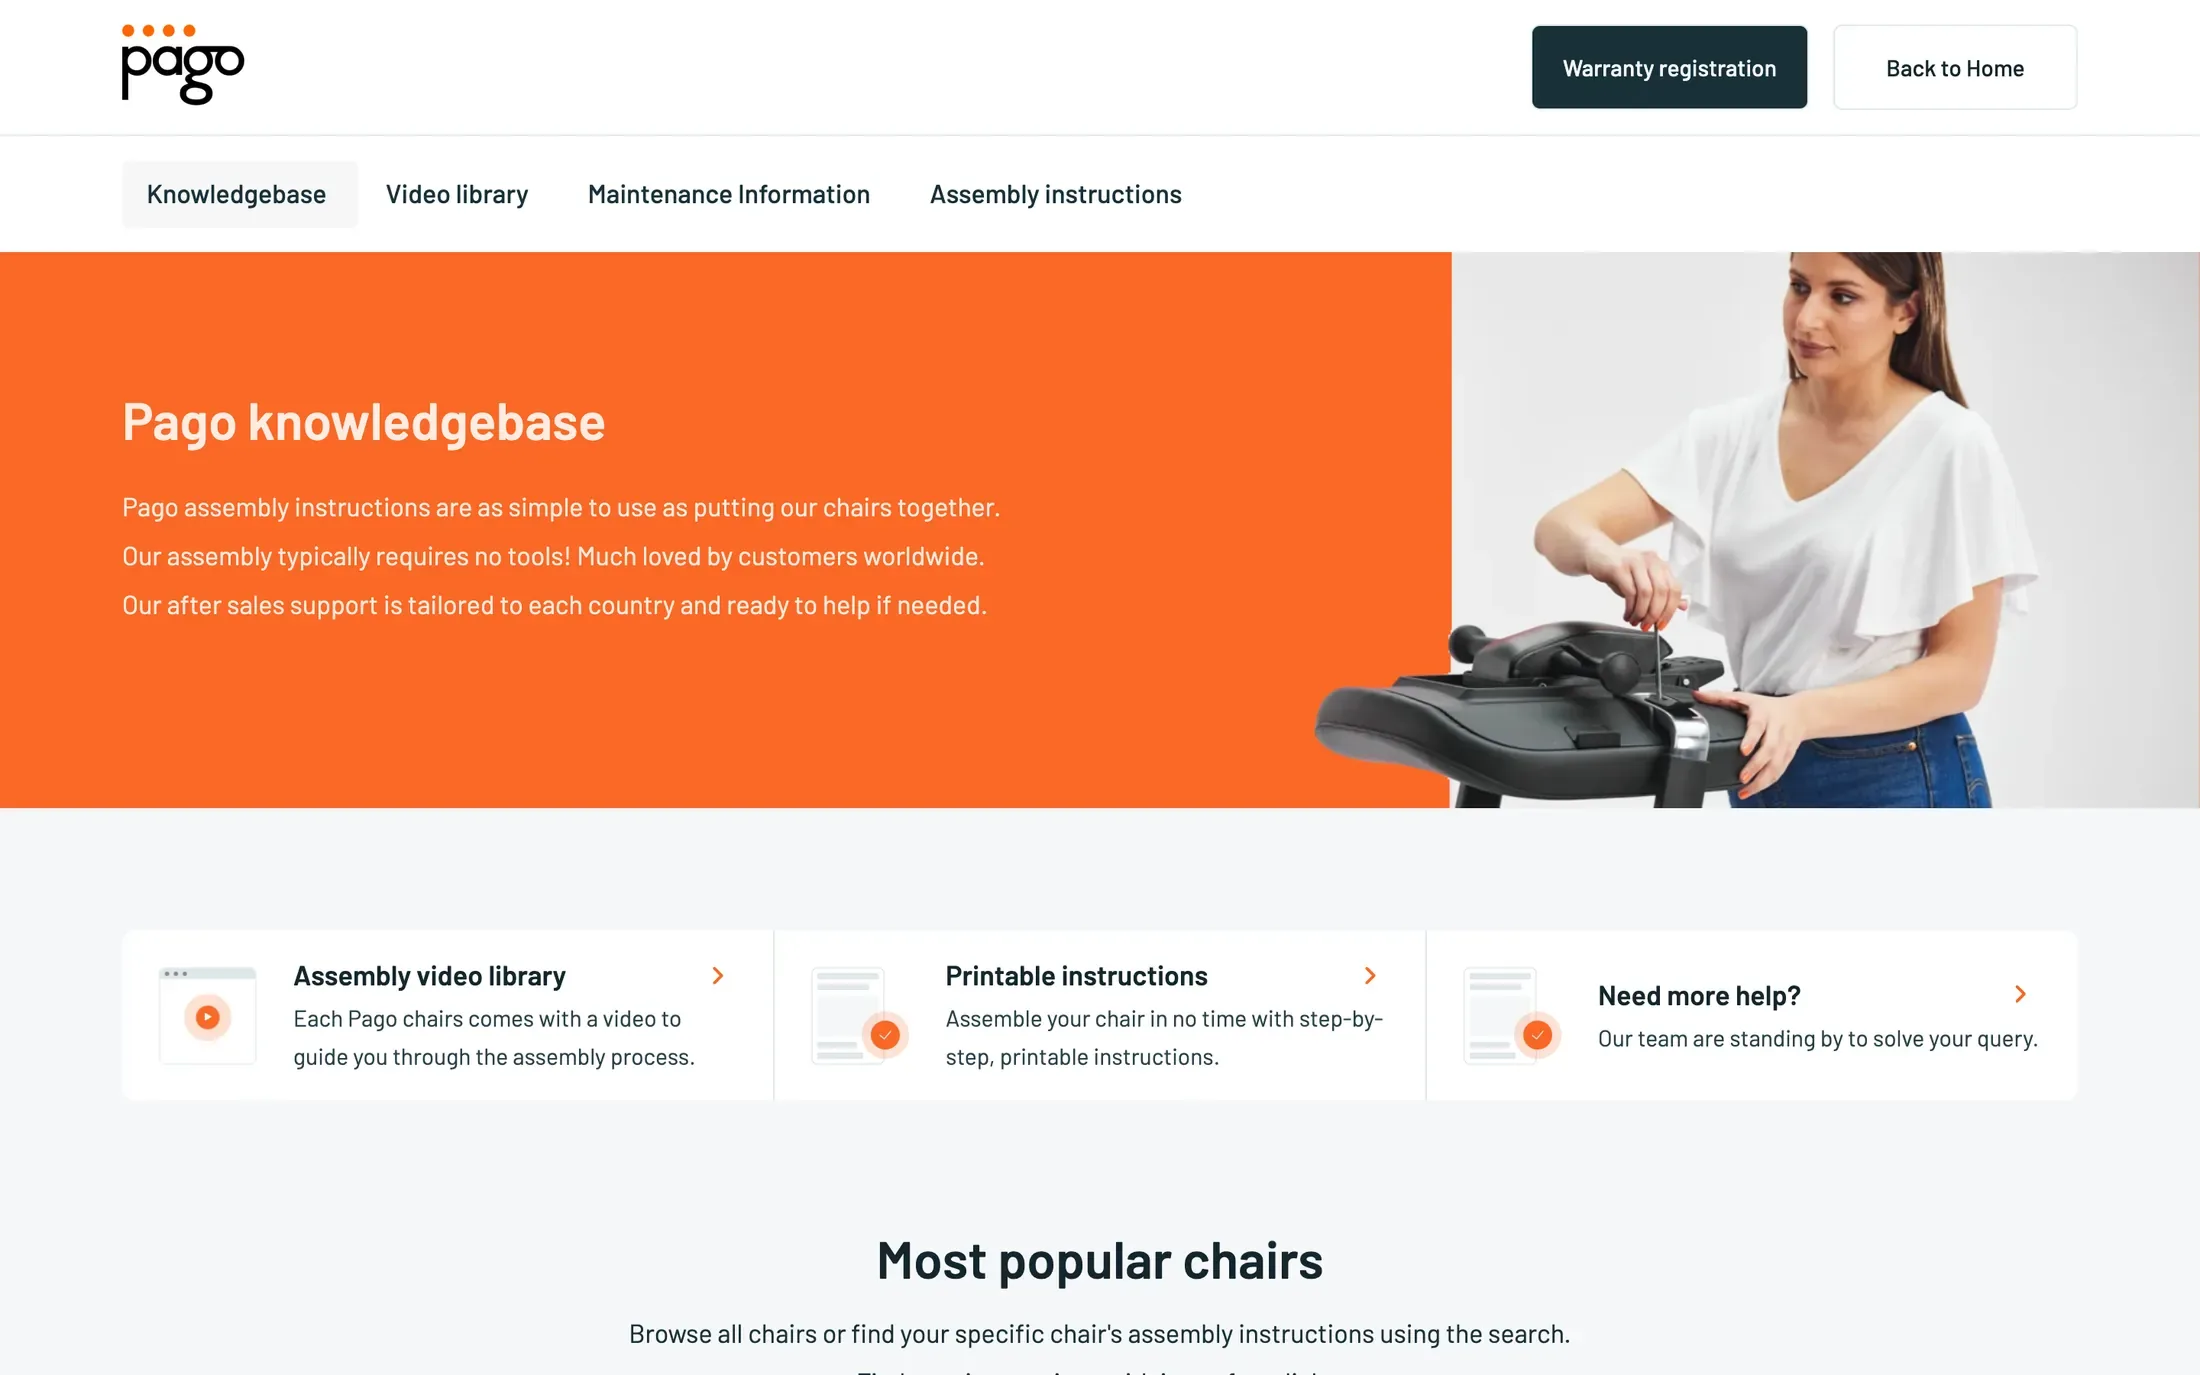 pago
Warranty registration
Back to Home
Knowledgebase
Video library
Maintenance Information
Assembly instructions
Pago knowledgebase
Pago assembly instructions are as simple to use as putting our chairs together.
Our assembly typically requires no tools! Much loved by customers worldwide.
Our after sales support is tailored to each country and ready to help if needed.
Assembly video library
Each Pago chairs comes with a video to
guide you through the assembly process.
Printable instructions
Assemble your chair in no time with step-by-
step, printable instructions.
Need more help?
Our team are standing by to solve your query.
Most popular chairs
Browse all chairs or find your specific chair's assembly instructions using the search.